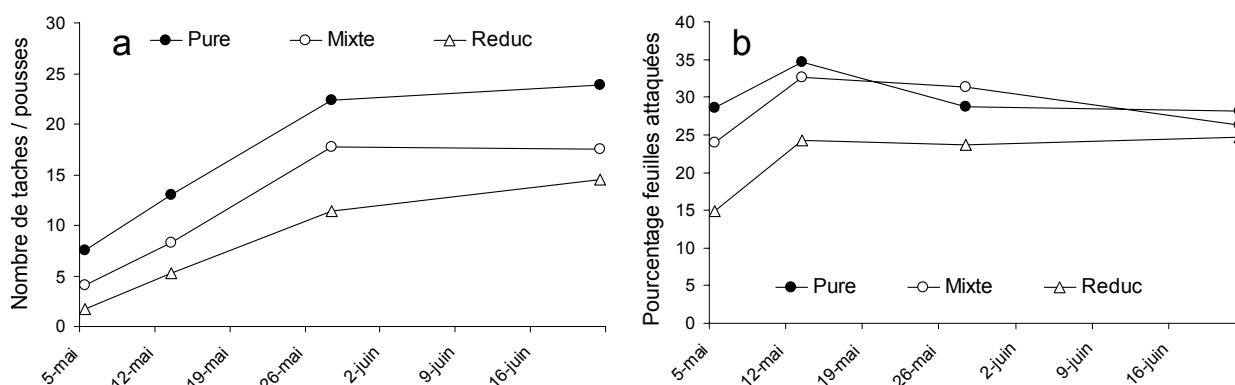 Nombre de taches / pousses
30
25
20
15
10
5
0
a
Pure
Mixte
Reduc
5-mai
12-mai
19-mai
26-mai
2-juin
9-juin
16-juin
Pourcentage feuilles attaquées
40
35
30
25
20
15
10
5
0
b
Pure
Mixte
Reduc
5-mai
12-mai
19-mai
26-mai
2-juin
9-juin
16-juin